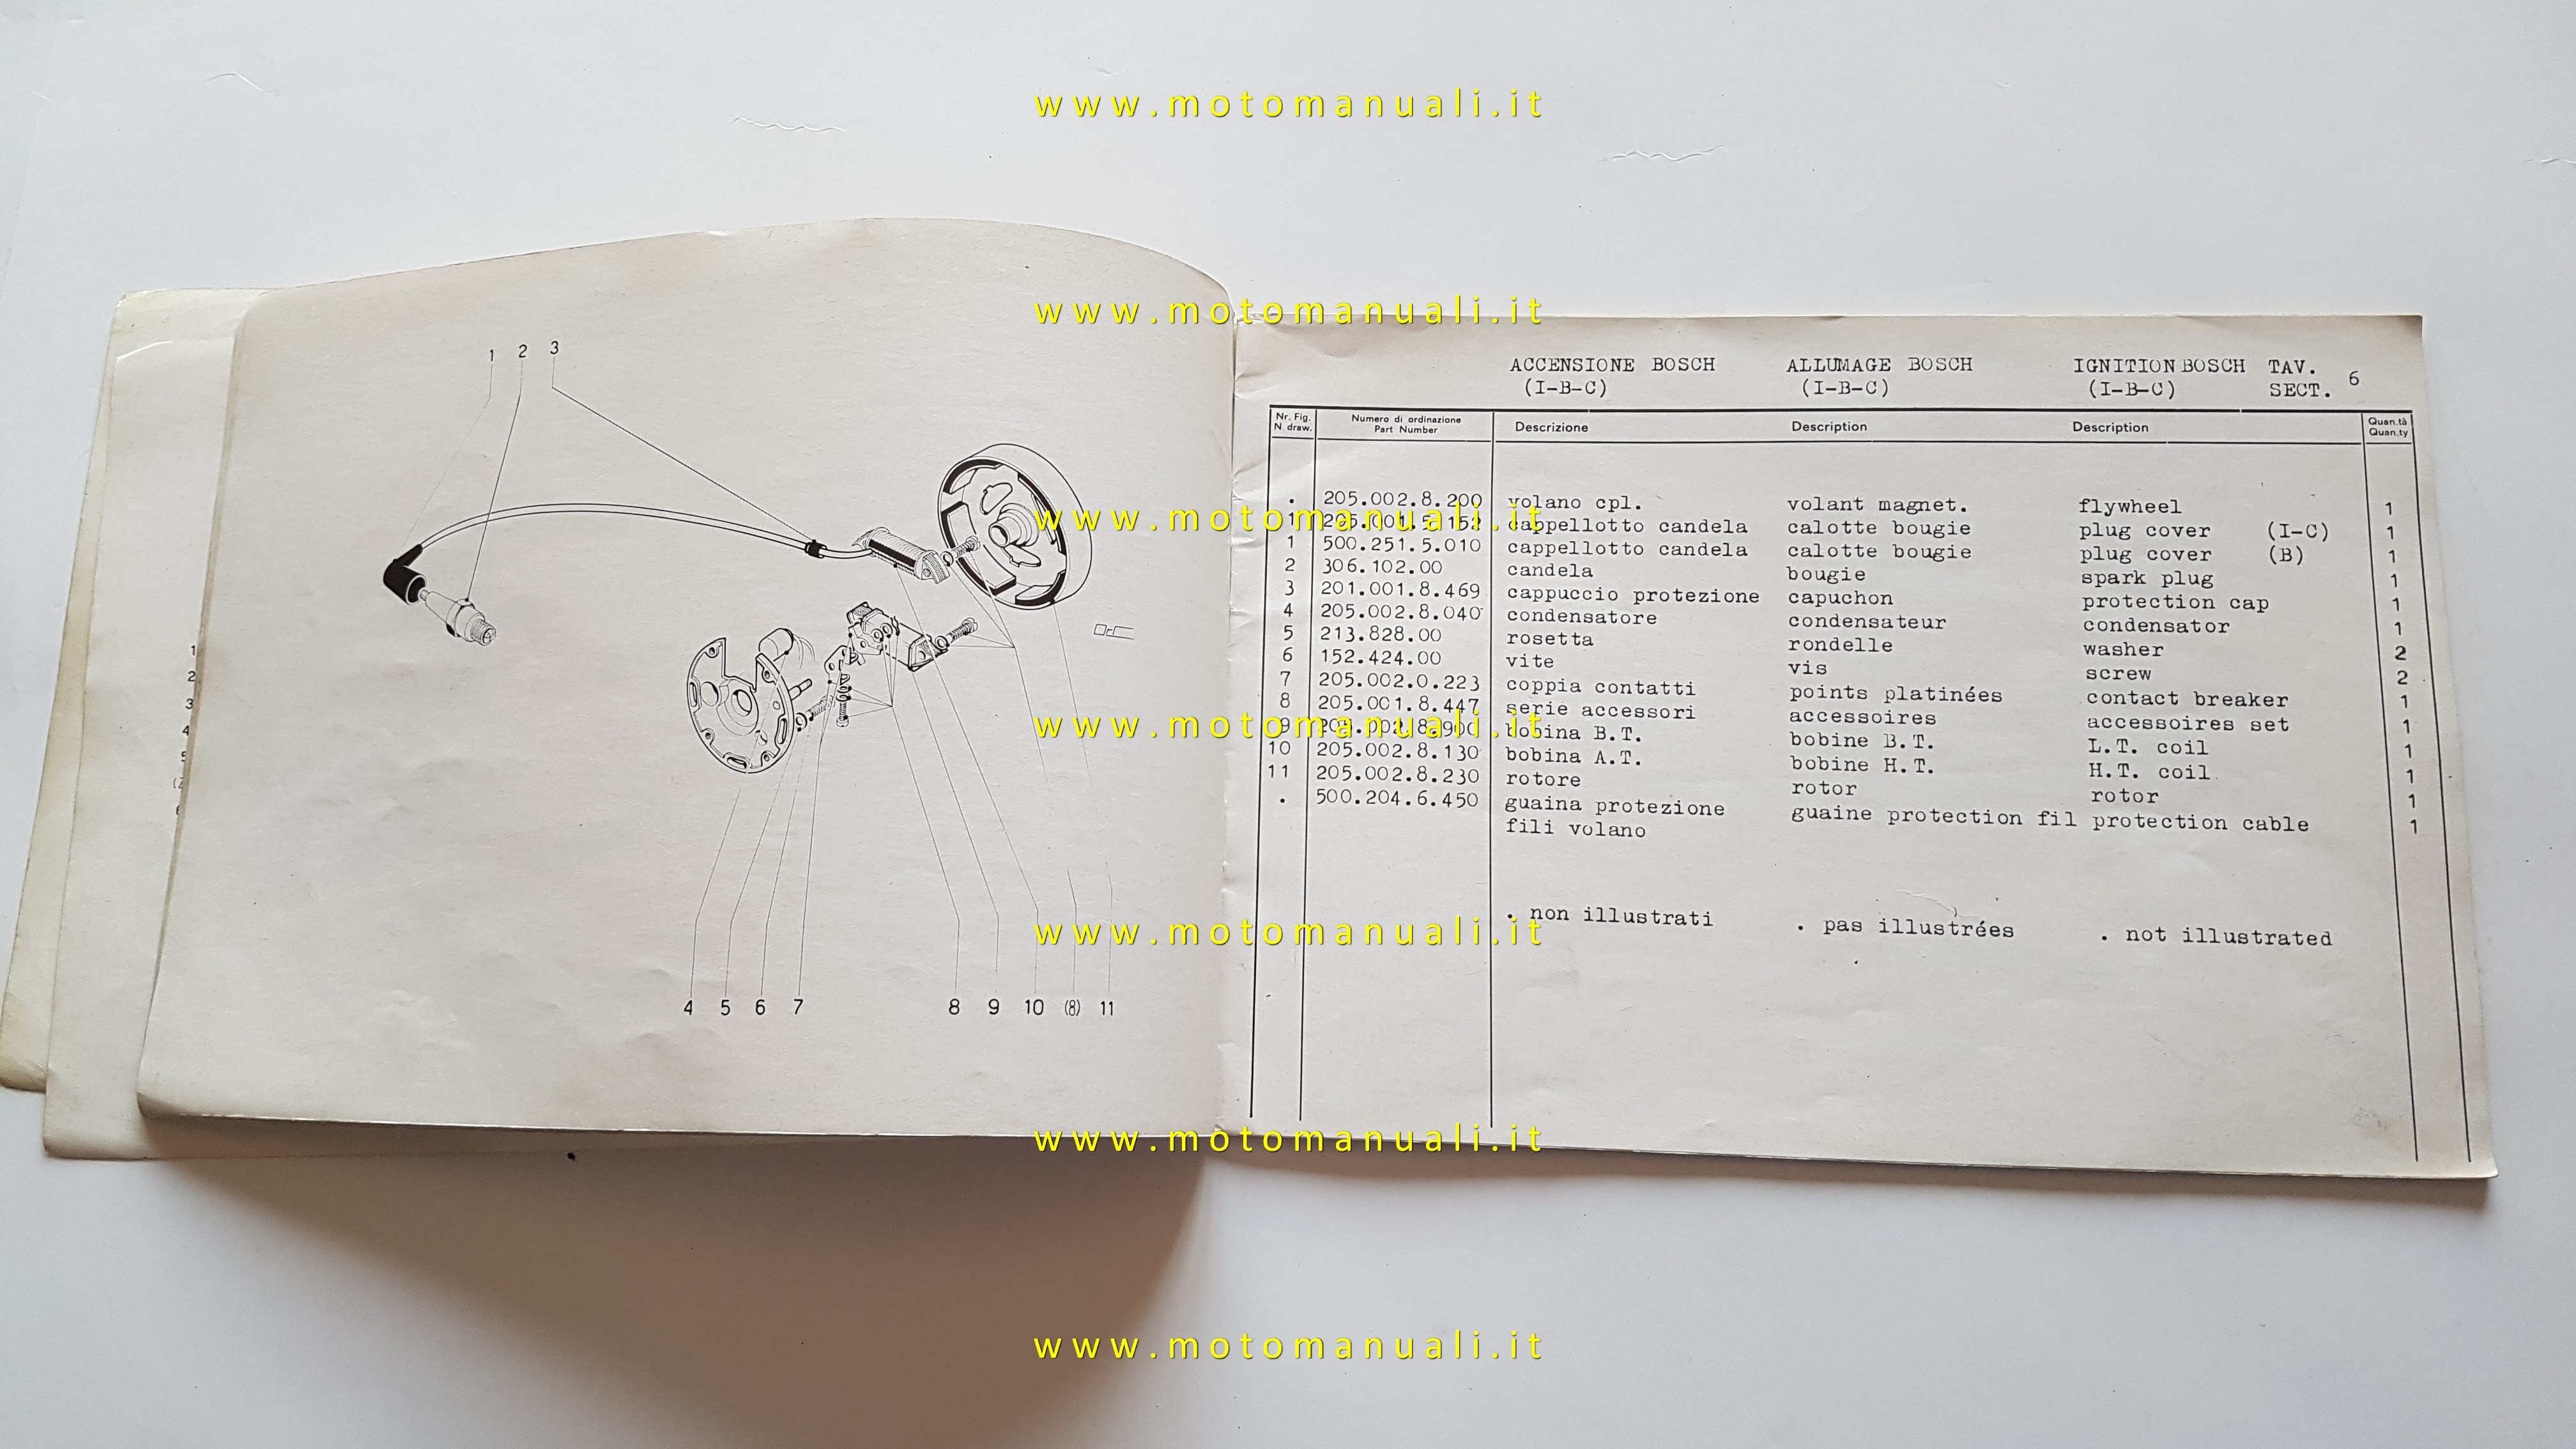 www.motomanuali.it
www.motomanuali.it
www.motomanuali.it
www.motomanuali.it
www.motomanuali.it
www.motomanuali.it
www.motomanuali.it
1 2 3
4 5 6 7 8 9 10 (8) 11
1
2
3
4
5
ACCENSIONE BOSCH ALLUMAGE BOSCH IGNITION BOSCH TAV. 6
(I-B-C) (I-B-C) (I-B-C) SECT.
Nr. Fig. Numero di ordinazione Descrizione Description Description Quan.tà
N draw. Part Number Quan.ty
. 205.002.8.200 volano cpl. volant magnet. flywheel 1
1 cappellotto candela calotte bougie plug cover (I-C) 1
1 500.251.5.010 cappellotto candela calotte bougie plug cover (B) 1
2 306.102.00 candela bougie spark plug 1
3 201.001.8.469 cappuccio protezione capuchon protection cap 1
4 205.002.8.040 condensatore condensateur condensator 1
5 213.828.00 rosetta rondelle washer 2
6 152.424.00 vite vis screw 2
7 205.002.0.223 coppia contatti points platinées contact breaker 1
8 205.001.8.447 serie accessori accessoires accessoires set 1
9 bobina B.T. bobine B.T. L.T. coil 1
10 205.002.8.130 bobina A.T. bobine H.T. H.T. coil 1
11 205.002.8.230 rotore rotor rotor 1
. 500.204.6.450 guaina protezione guaine protection fil protection cable 1
fili volano
. non illustrati . pas illustrées . not illustrated